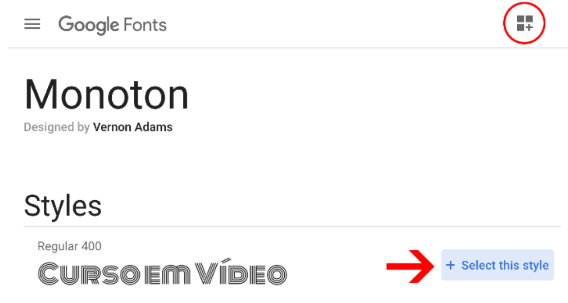 Google Fonts
Monoton
Designed by Vernon Adams
Styles
Regular 400
CURSO EM VÍDEO
+ Select this style